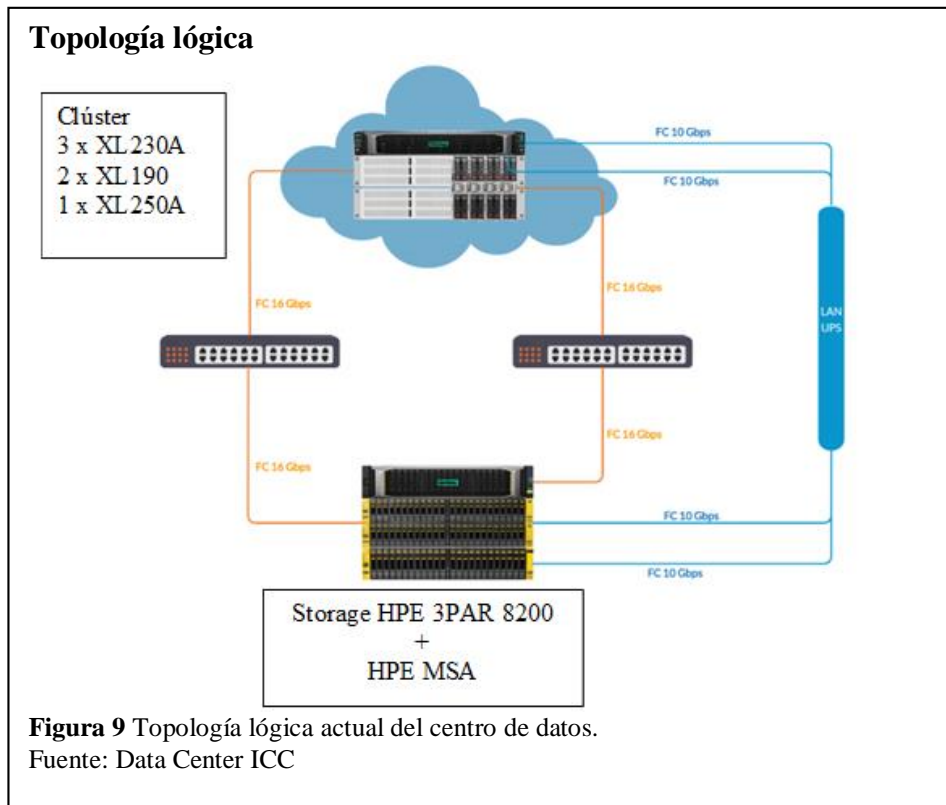 Topología lógica
Clúster
3 x XL230A
2 x XL190
1 x XL250A
FC 10 Gbps
FC 10 Gbps
FC 16 Gbps
FC 16 Gbps
LAN
UPS
FC 16 Gbps
FC 16 Gbps
FC 10 Gbps
FC 10 Gbps
Storage HPE 3PAR 8200
+
HPE MSA
Figura 9 Topología lógica actual del centro de datos.
Fuente: Data Center ICC